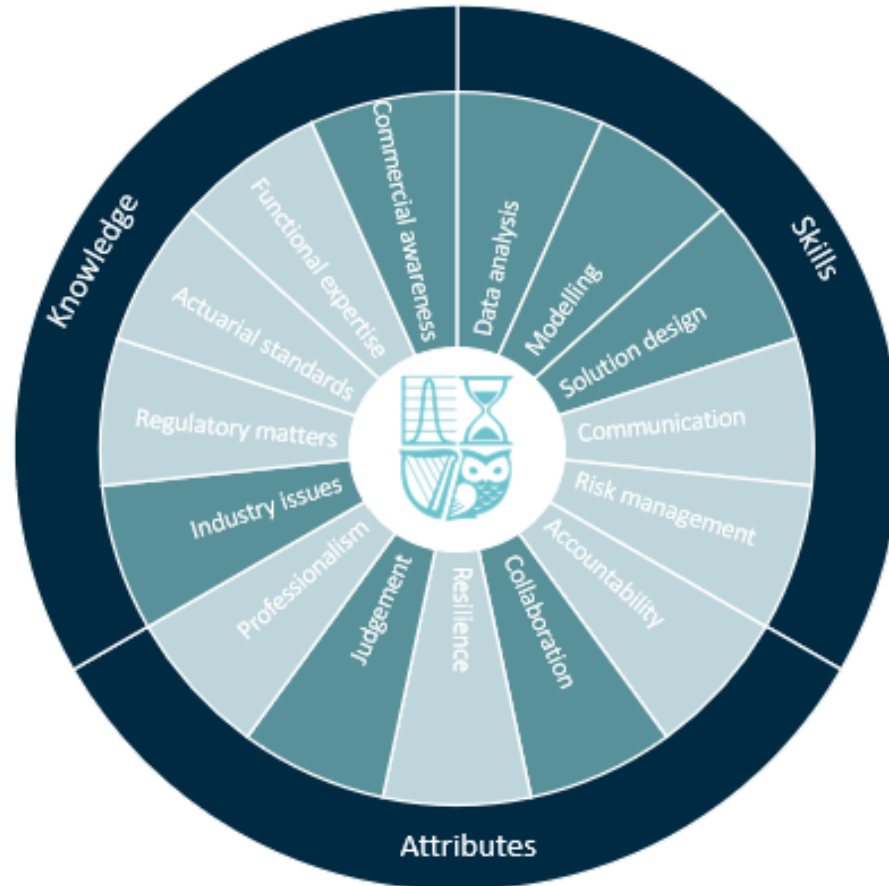 Knowledge
Skills
Attributes
Commercial awareness
Functional expertise
Actuarial standards
Regulatory matters
Industry issues
Data analysis
Modelling
Solution design
Communication
Risk management
Accountability
Collaboration
Resilience
Judgement
Professionalism